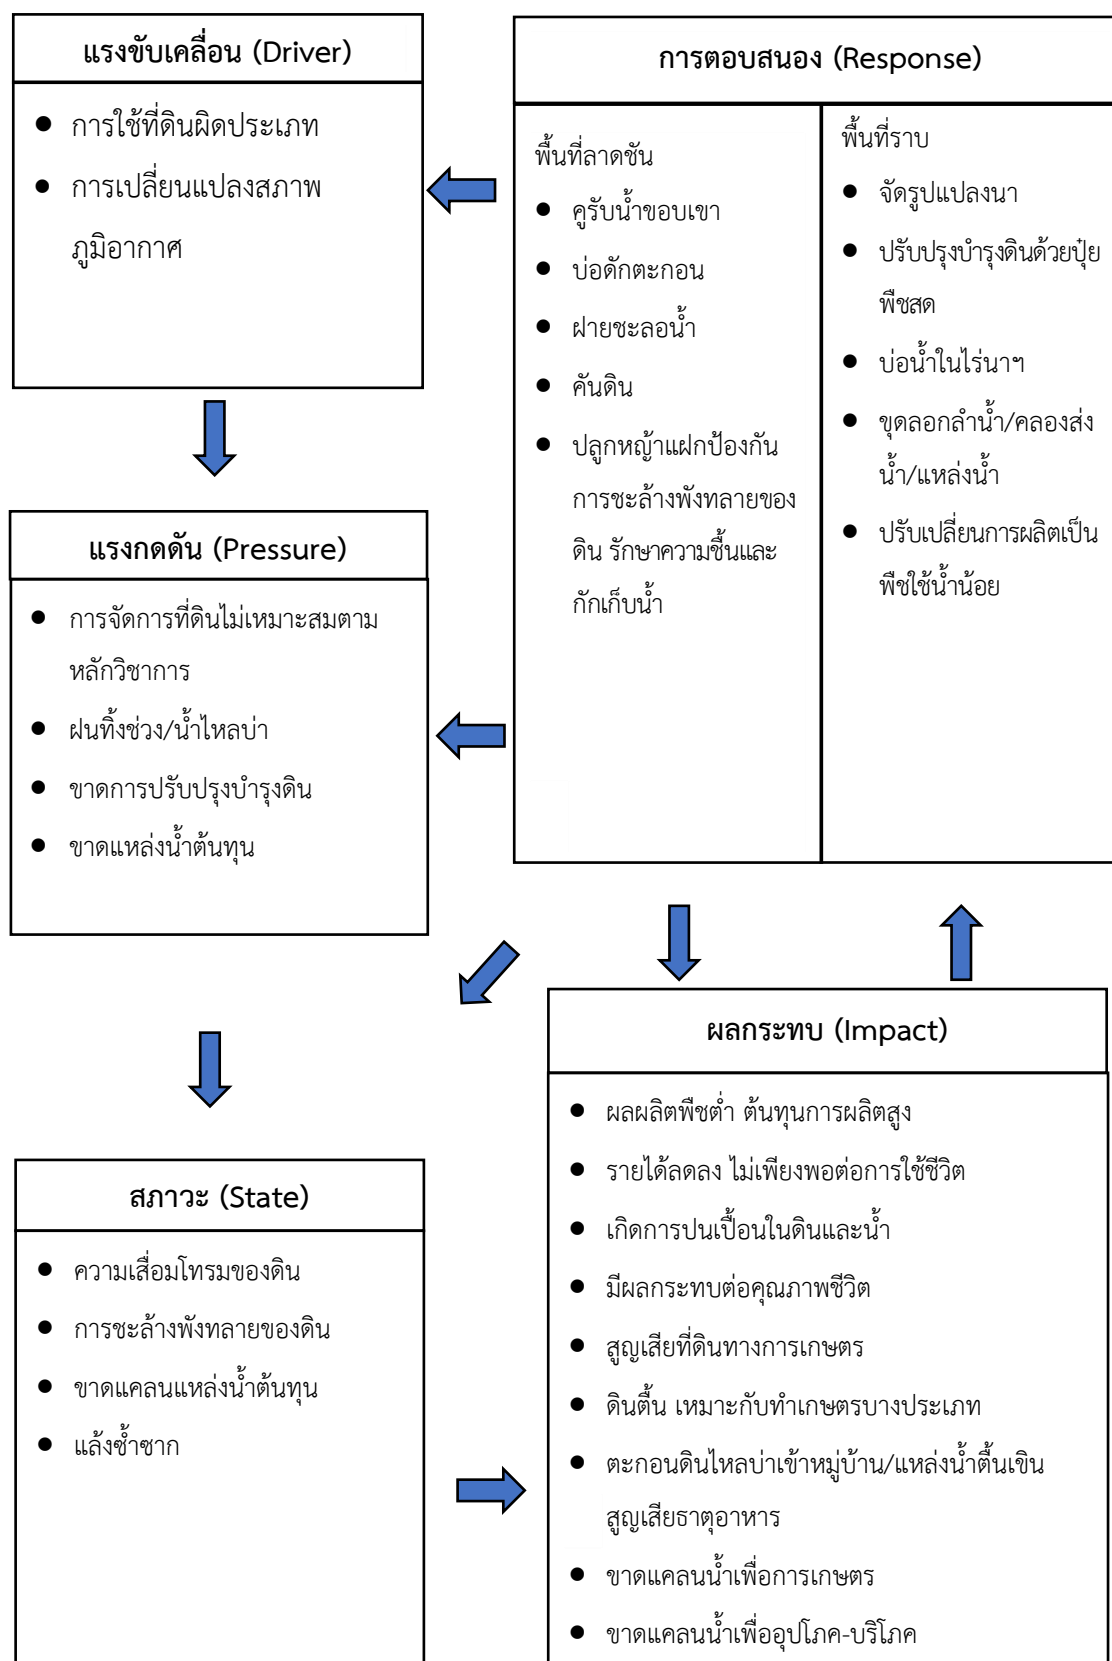 แรงขับเคลื่อน (Driver)
● การใช้ที่ดินผิดประเภท
● การเปลี่ยนแปลงสภาพ
ภูมิอากาศ
การตอบสนอง (Response)
พื้นที่ลาดชัน
● คูรับน้ำขอบเขา
● บ่อดักตะกอน
● ฝายชะลอน้ำ
● คันดิน
● ปลูกหญ้าแฝกป้องกัน
การชะล้างพังทลายของ
ดิน รักษาความชื้นและ
กักเก็บน้ำ
พื้นที่ราบ
● จัดรูปแปลงนา
● ปรับปรุงบำรุงดินด้วยปุ๋ย
พืชสด
● บ่อน้ำในไร่นาฯ
● ขุดลอกลำน้ำ/คลองส่ง
น้ำ/แหล่งน้ำ
● ปรับเปลี่ยนการผลิตเป็น
พืชใช้น้ำน้อย
แรงกดดัน (Pressure)
● การจัดการที่ดินไม่เหมาะสมตาม
หลักวิชาการ
● ฝนทิ้งช่วง/น้ำไหลบ่า
● ขาดการปรับปรุงบำรุงดิน
● ขาดแหล่งน้ำต้นทุน
สภาวะ (State)
● ความเสื่อมโทรมของดิน
● การชะล้างพังทลายของดิน
● ขาดแคลนแหล่งน้ำต้นทุน
● แล้งซ้ำซาก
ผลกระทบ (Impact)
● ผลผลิตพืชต่ำ ต้นทุนการผลิตสูง
● รายได้ลดลง ไม่เพียงพอต่อการใช้ชีวิต
● เกิดการปนเปื้อนในดินและน้ำ
● มีผลกระทบต่อคุณภาพชีวิต
● สูญเสียที่ดินทางการเกษตร
● ดินตื้น เหมาะกับทำเกษตรบางประเภท
● ตะกอนดินไหลบ่าเข้าหมู่บ้าน/แหล่งน้ำตื้นเขิน
สูญเสียธาตุอาหาร
● ขาดแคลนน้ำเพื่อการเกษตร
● ขาดแคลนน้ำเพื่ออุปโภค-บริโภค